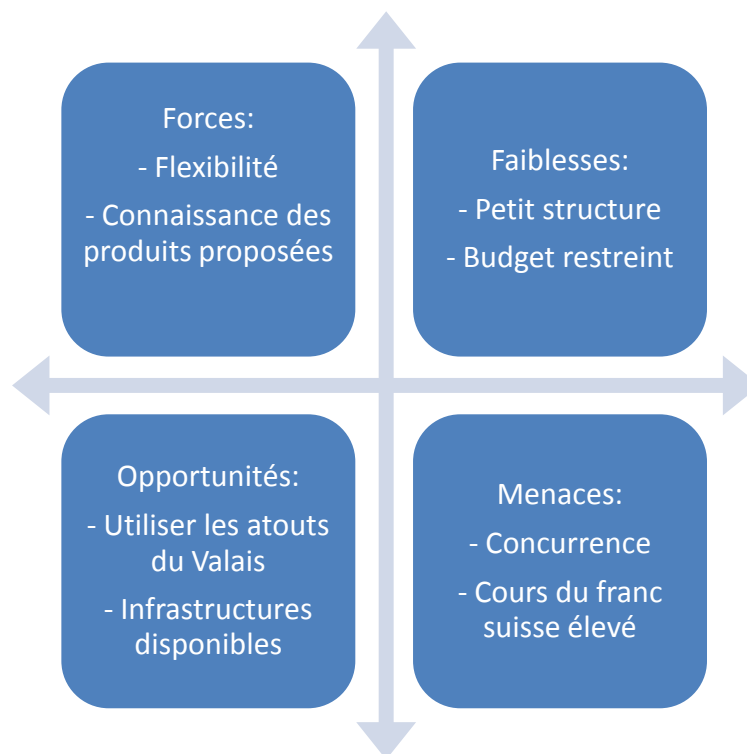 Forces:
- Flexibilité
- Connaissance des
produits proposées
Faiblesses:
- Petit structure
- Budget restreint
Opportunités:
- Utiliser les atouts
du Valais
- Infrastructures
disponibles
Menaces:
- Concurrence
- Cours du franc
suisse élevé